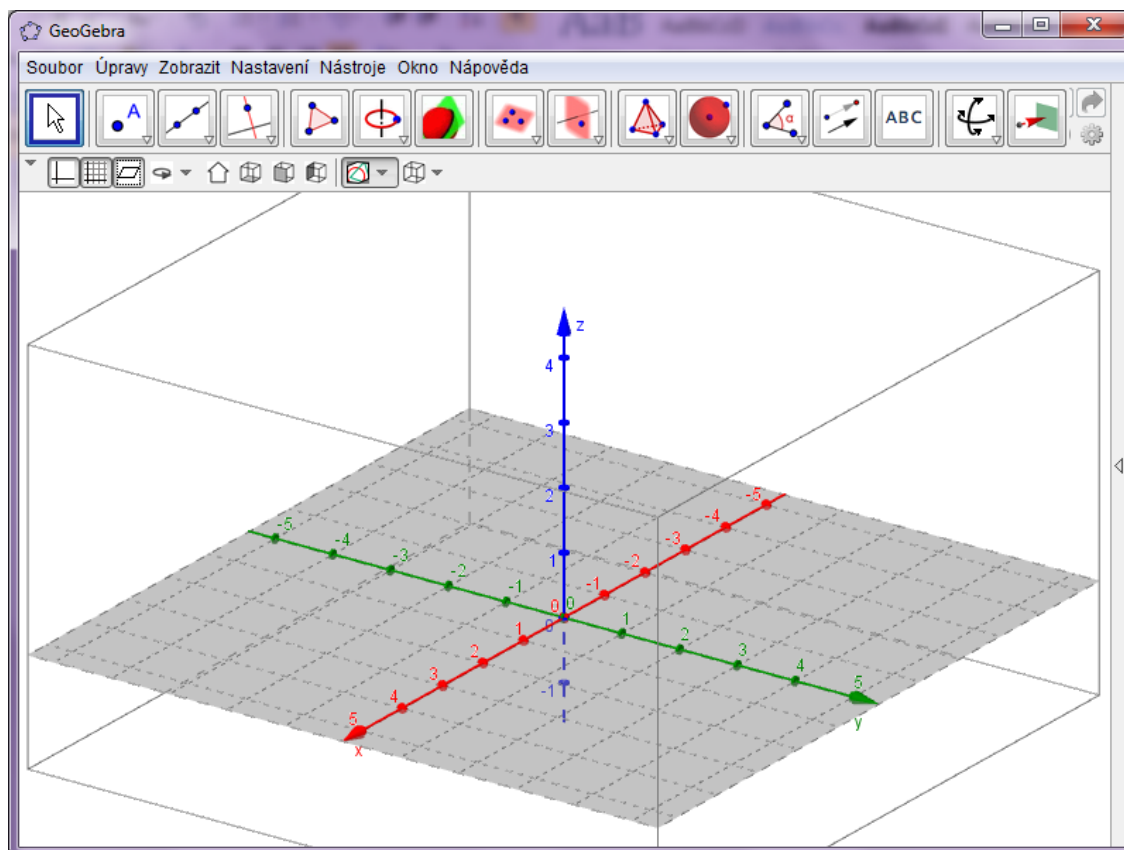 GeoGebra
Soubor Úpravy Zobrazit Nastavení Nástroje Okno Nápověda
A α ABC
z
4
3
2
1
-5 -4 -3 -2 -1 0 1 2 3 4 5
-5 -4 -3 -2 -1 0 1 2 3 4 5
0
-1
x
y